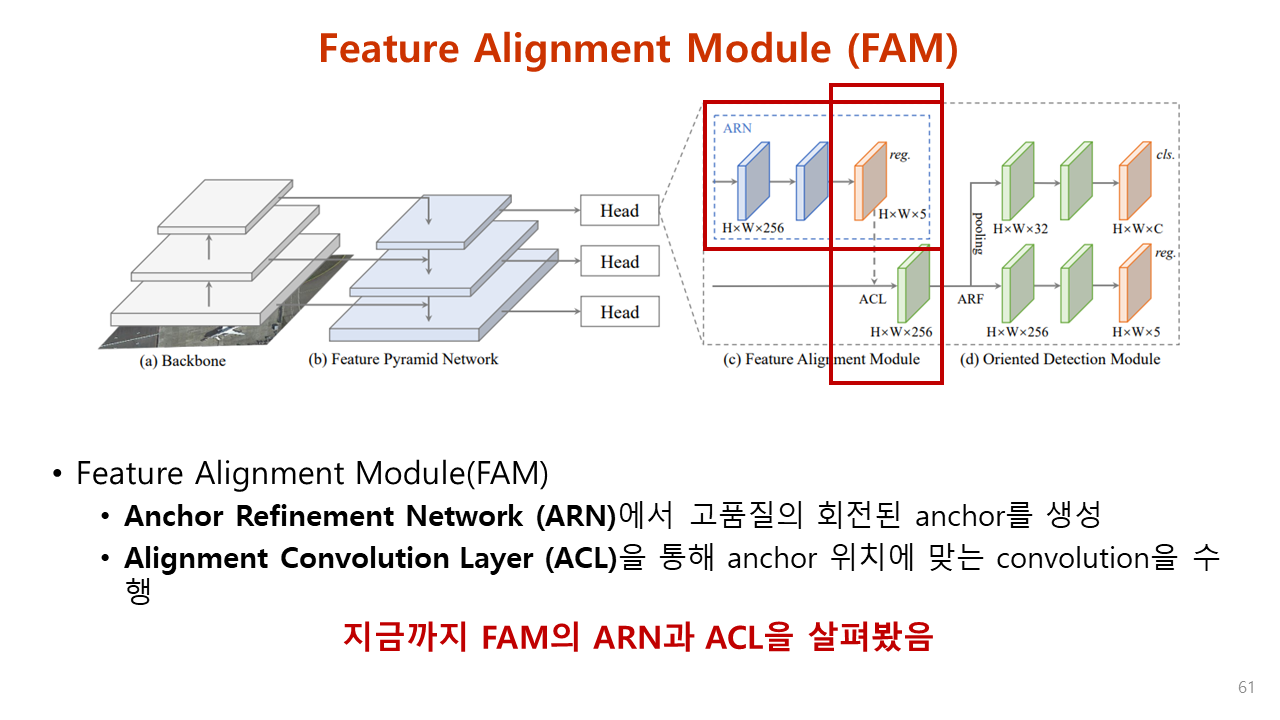 Feature Alignment Module (FAM)
ARN
reg.
cls.
H×W×5
H×W×256
pooling
H×W×32
H×W×C
Head
Head
Head
reg.
ACL
ARF
H×W×256
H×W×256
H×W×5
(a) Backbone
(b) Feature Pyramid Network
(c) Feature Alignment Module
(d) Oriented Detection Module
• Feature Alignment Module(FAM)
• Anchor Refinement Network (ARN)에서 고품질의 회전된 anchor를 생성
• Alignment Convolution Layer (ACL)을 통해 anchor 위치에 맞는 convolution을 수
행
지금까지 FAM의 ARN과 ACL을 살펴봤음
61